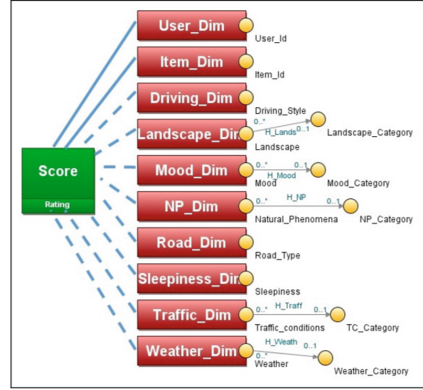 User_Dim
User_Id
Item_Dim
Item_Id
Driving_Dim
Driving_Style
Landscape_Dim
0..*
H_Lands
0..1
Landscape
Landscape_Category
Score
Rating
Mood_Dim
0..*
0..1
H_Mood
Mood
Mood_Category
NP_Dim
0..*
H_NP
0..1
Natural_Phenomena
NP_Category
Road_Dim
Road_Type
Sleepiness_Dim
Sleepiness
Traffic_Dim
0..*
H_Traff
0..1
Traffic_conditions
TC_Category
Weather_Dim
H_Weath
0..1
0..*
Weather
Weather_Category